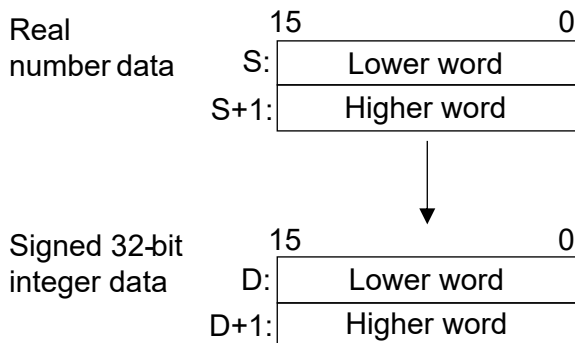 Real
number data
15 0
S: Lower word
S+1: Higher word
Signed 32-bit
integer data
15 0
D: Lower word
D+1: Higher word